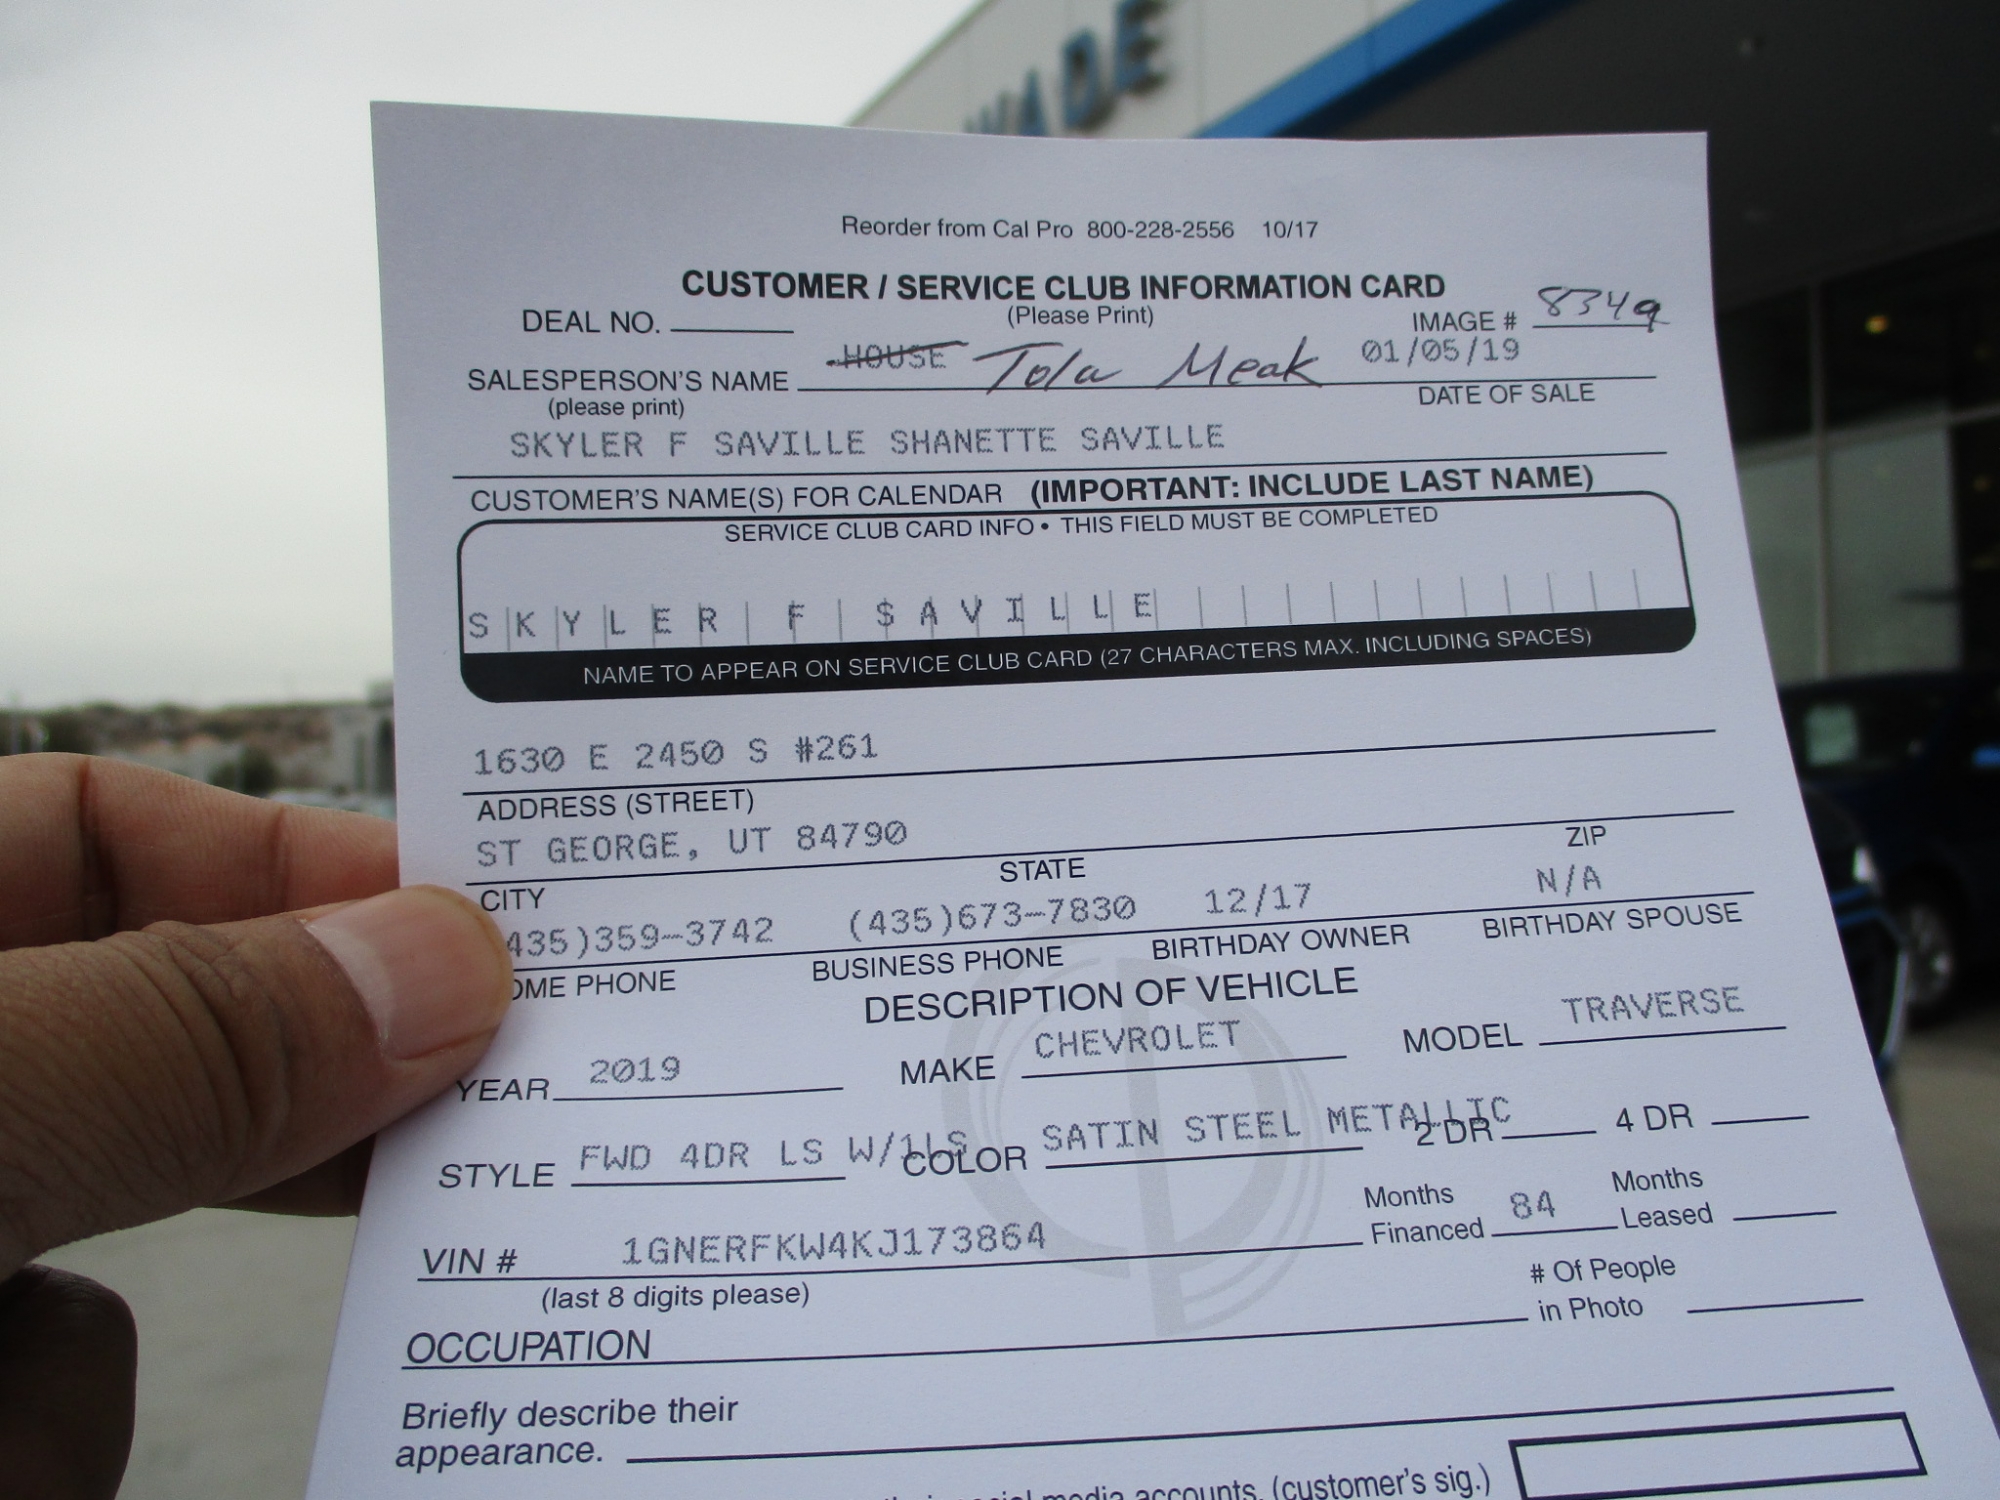 WADE
Reorder from Cal Pro 800-228-2556 10/17
CUSTOMER / SERVICE CLUB INFORMATION CARD
(Please Print)
DEAL NO.
IMAGE # 8349
SALESPERSON'S NAME HOUSE Tola Meak 01/05/19
(please print)
DATE OF SALE
SKYLER F SAVILLE SHANETTE SAVILLE
CUSTOMER'S NAME(S) FOR CALENDAR (IMPORTANT: INCLUDE LAST NAME)
SERVICE CLUB CARD INFO • THIS FIELD MUST BE COMPLETED
SKYLER F SAVILLE
NAME TO APPEAR ON SERVICE CLUB CARD (27 CHARACTERS MAX. INCLUDING SPACES)
1630 E 2450 S #261
ADDRESS (STREET)
ST GEORGE, UT 84790
CITY STATE ZIP
435)359-3742 (435)673-7830 12/17 N/A
OME PHONE BUSINESS PHONE BIRTHDAY OWNER BIRTHDAY SPOUSE
DESCRIPTION OF VEHICLE
YEAR 2019 MAKE CHEVROLET MODEL TRAVERSE
STYLE FWD 4DR LS W/1LS COLOR SATIN STEEL METALLIC 2 DR 4 DR
VIN # 1GNERFKW4KJ173864 Months Financed 84 Months Leased
(last 8 digits please)
# Of People in Photo
OCCUPATION
Briefly describe their
appearance.
media accounts. (customer's sig.)